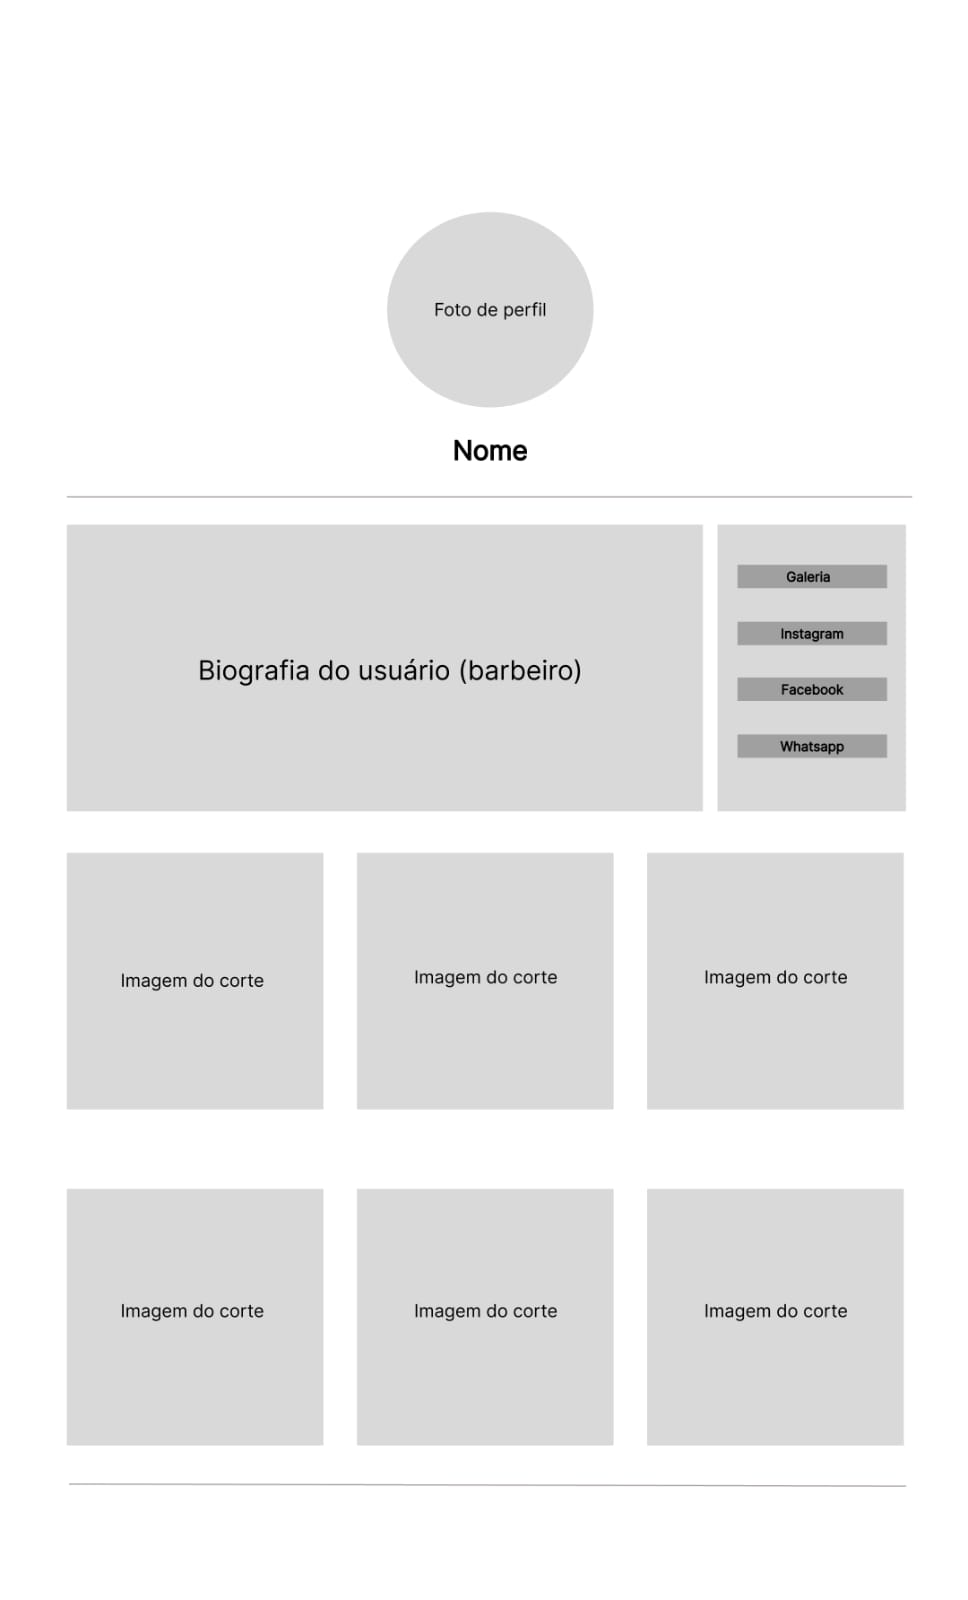 Foto de perfil
Nome
Biografia do usuário (barbeiro)
Galeria
Instagram
Facebook
Whatsapp
Imagem do corte
Imagem do corte
Imagem do corte
Imagem do corte
Imagem do corte
Imagem do corte